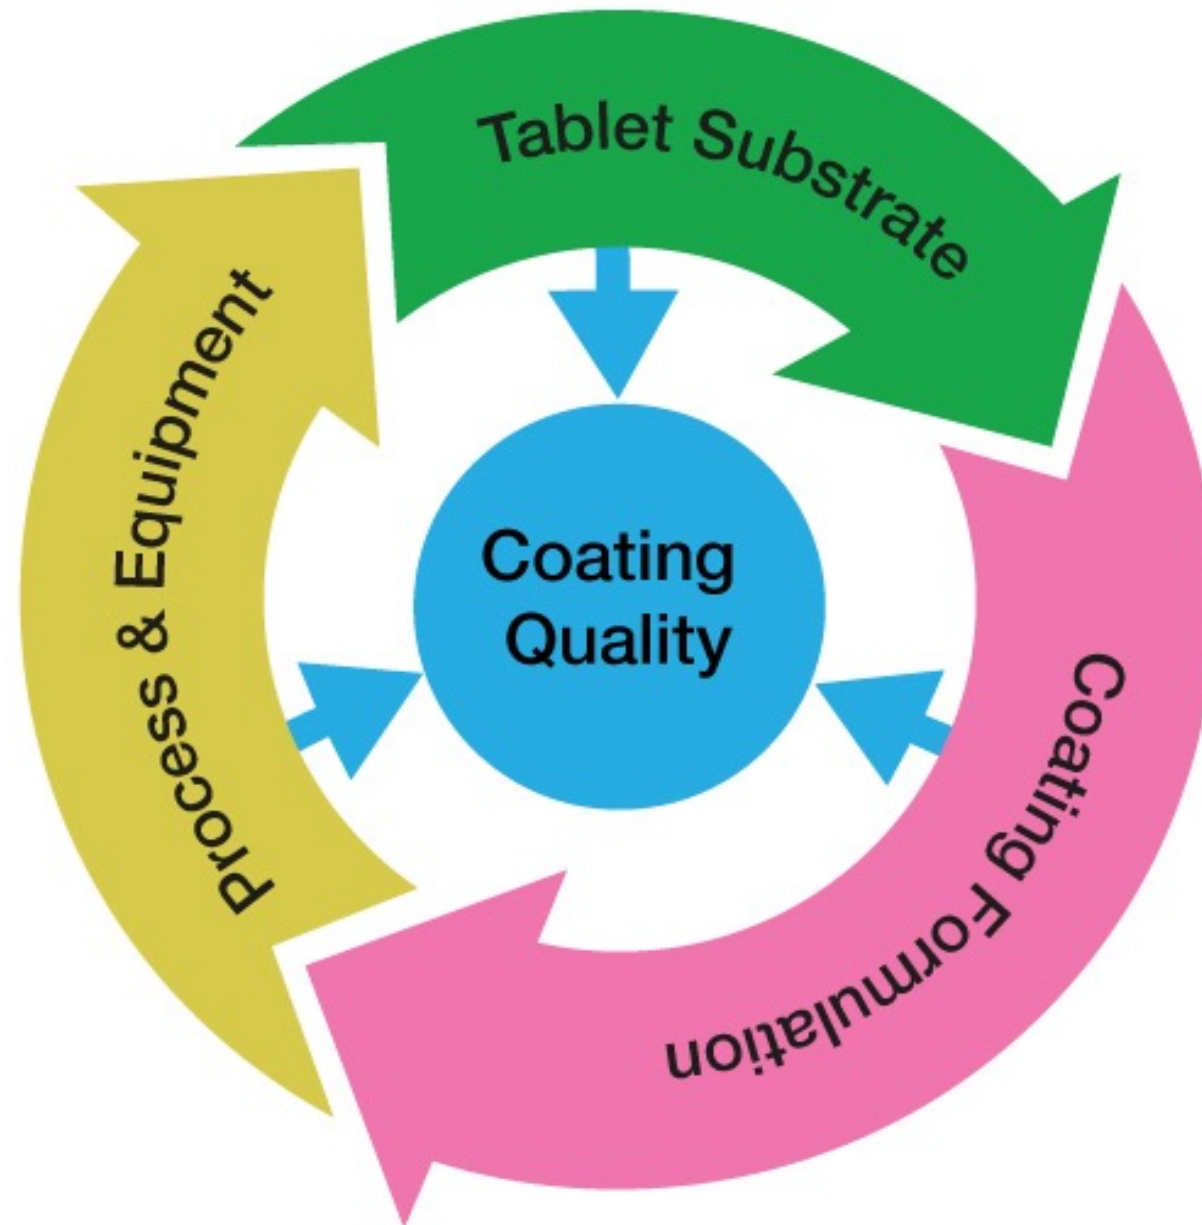 Tablet Substrate
Coating Formulation
Process & Equipment
Coating
Quality